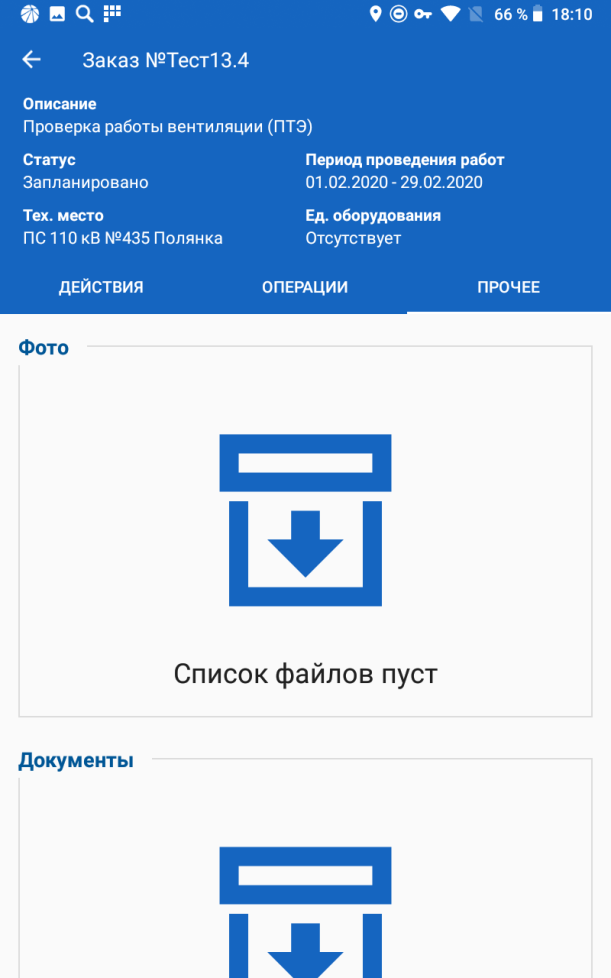 66 % 18:10
Заказ №Тест13.4
Описание
Проверка работы вентиляции (ПТЭ)
Статус
Запланировано
Период проведения работ
01.02.2020 - 29.02.2020
Тех. место
ПС 110 кВ №435 Полянка
Ед. оборудования
Отсутствует
ДЕЙСТВИЯ ОПЕРАЦИИ ПРОЧЕЕ
Фото
Список файлов пуст
Документы